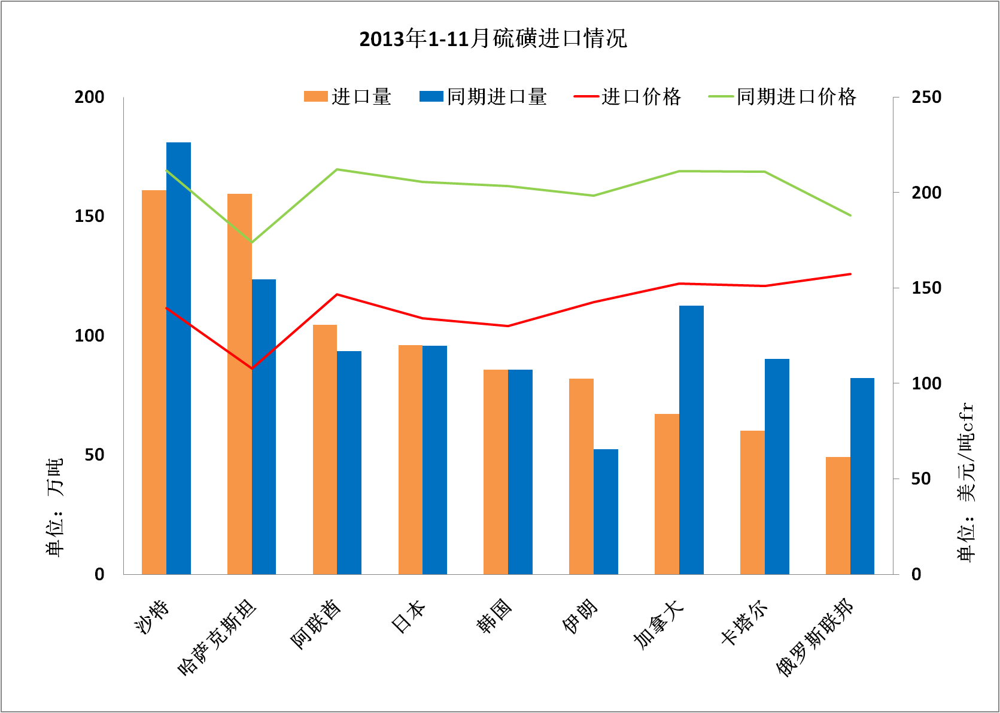 2013年1-11月硫磺进口情况
进口量 同期进口量 进口价格 同期进口价格
200
150
100
50
0
单位：万吨
250
200
150
100
50
0
单位：美元/吨cfr
沙特
哈萨克斯坦
阿联酋
日本
韩国
伊朗
加拿大
卡塔尔
俄罗斯联邦